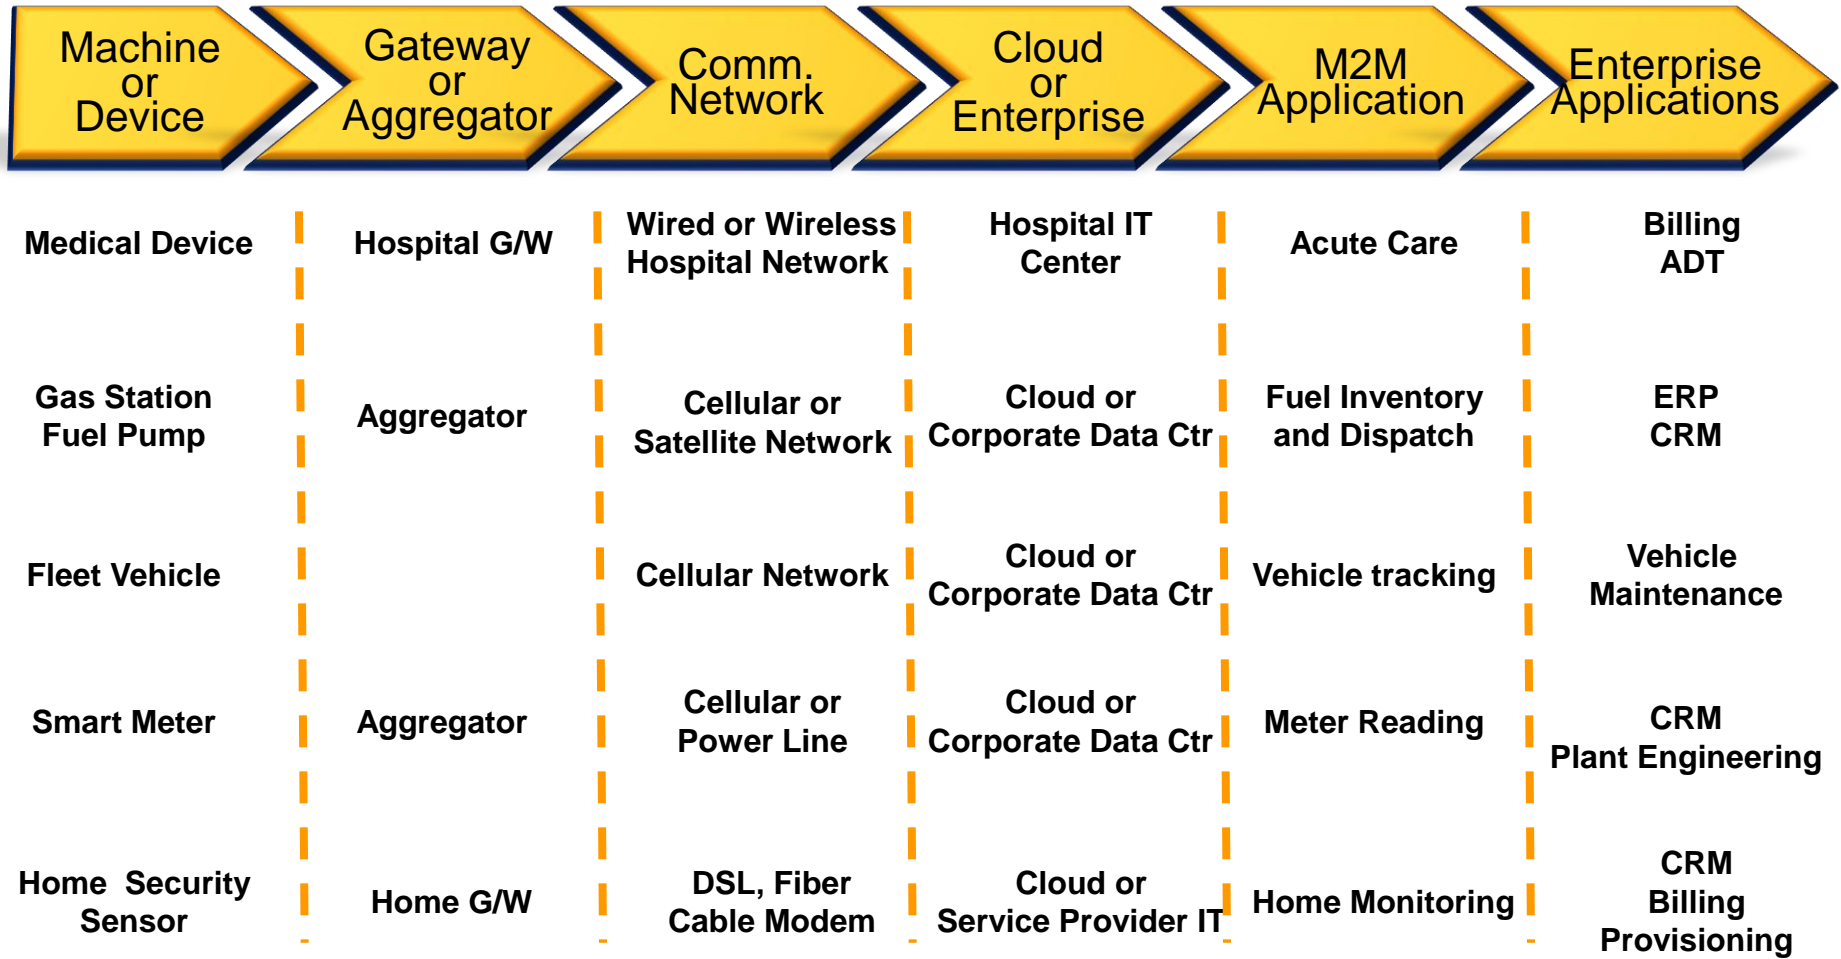 Machine
or
Device
Gateway
or
Aggregator
Comm.
Network
Cloud
or
Enterprise
M2M
Application
Enterprise
Applications
Medical Device
Hospital G/W
Wired or Wireless
Hospital Network
Hospital IT
Center
Acute Care
Billing
ADT
Gas Station
Fuel Pump
Aggregator
Cellular or
Satellite Network
Cloud or
Corporate Data Ctr
Fuel Inventory
and Dispatch
ERP
CRM
Fleet Vehicle
Cellular Network
Cloud or
Corporate Data Ctr
Vehicle tracking
Vehicle
Maintenance
Smart Meter
Aggregator
Cellular or
Power Line
Cloud or
Corporate Data Ctr
Meter Reading
CRM
Plant Engineering
Home Security
Sensor
Home G/W
DSL, Fiber
Cable Modem
Cloud or
Service Provider IT
Home Monitoring
CRM
Billing
Provisioning